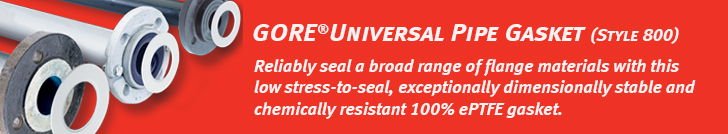 GORE®UNIVERSAL PIPE GASKET (STYLE 800)
Reliably seal a broad range of flange materials with this
low stress-to-seal, exceptionally dimensionally stable and
chemically resistant 100% ePTFE gasket.